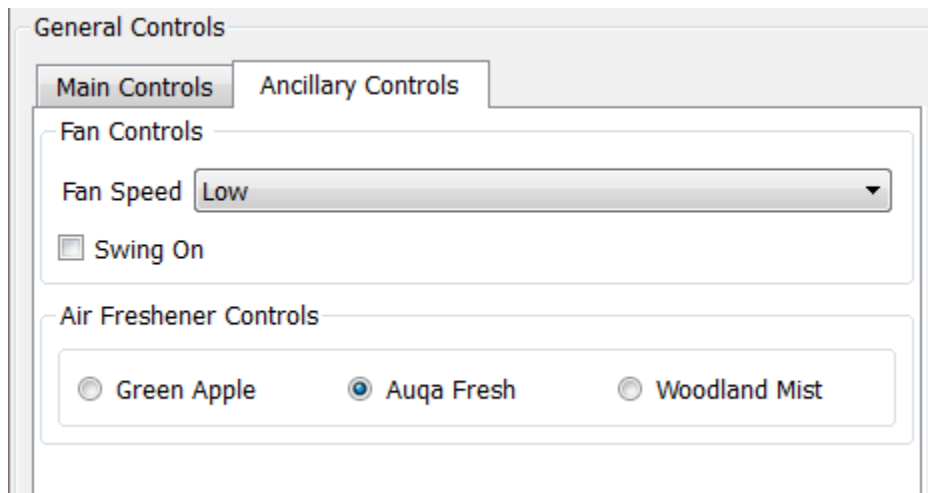 General Controls
Main Controls Ancillary Controls
Fan Controls
Fan Speed Low
Swing On
Air Freshener Controls
Green Apple Auqa Fresh Woodland Mist